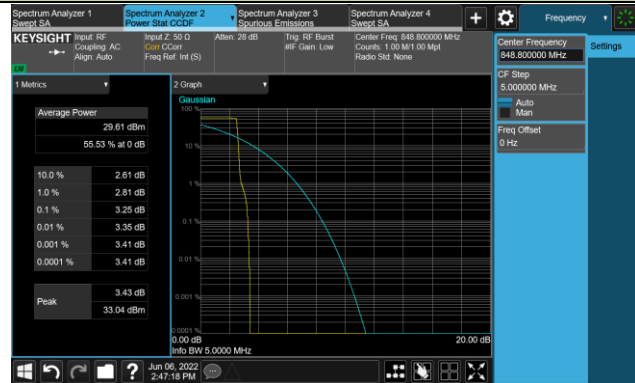 Spectrum Analyzer 1
Swept SA
Spectrum Analyzer 2
Power Stat CCDF
Spectrum Analyzer 3
Spurious Emissions
Spectrum Analyzer 4
Swept SA
Frequency
KEYSIGHT
Input: RF
Coupling: AC
Align: Auto
Input Z: 50 Ω
Corr CCorr
Freq Ref: Int (S)
Atten: 28 dB
Trig: RF Burst
#IF Gain: Low
Center Freq: 848.800000 MHz
Counts: 1.00 M/1.00 Mpt
Radio Std: None
Center Frequency
848.800000 MHz
Settings
CF Step
5.000000 MHz
Auto
Man
Freq Offset
0 Hz
1 Metrics
Average Power
29.61 dBm
55.53 % at 0 dB
10.0 % 2.61 dB
1.0 % 2.81 dB
0.1 % 3.25 dB
0.01 % 3.35 dB
0.001 % 3.41 dB
0.0001 % 3.41 dB
Peak
3.43 dB
33.04 dBm
2 Graph
Gaussian
100 %
10 %
1 %
0.1 %
0.01 %
0.001 %
0.0001 %
0.00 dB
20.00 dB
Info BW 5.0000 MHz
Jun 06, 2022
2:47:18 PM